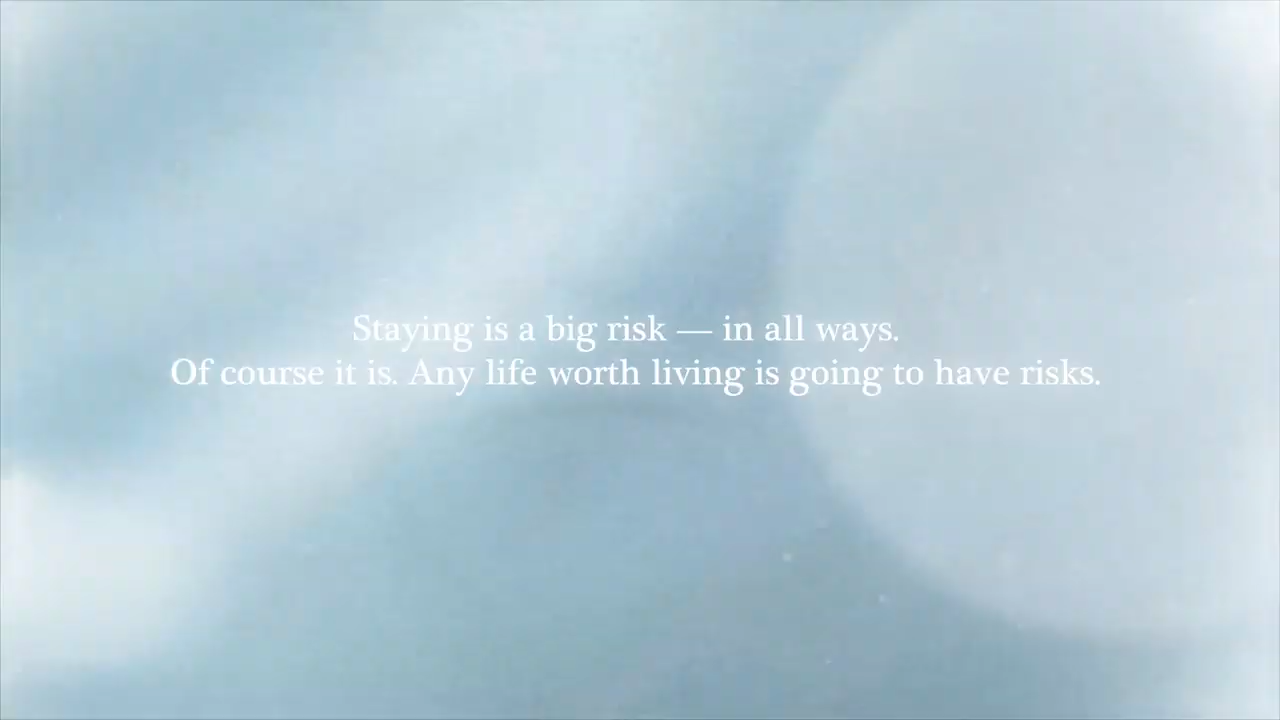 Staying is a big risk — in all ways.
Of course it is. Any life worth living is going to have risks.